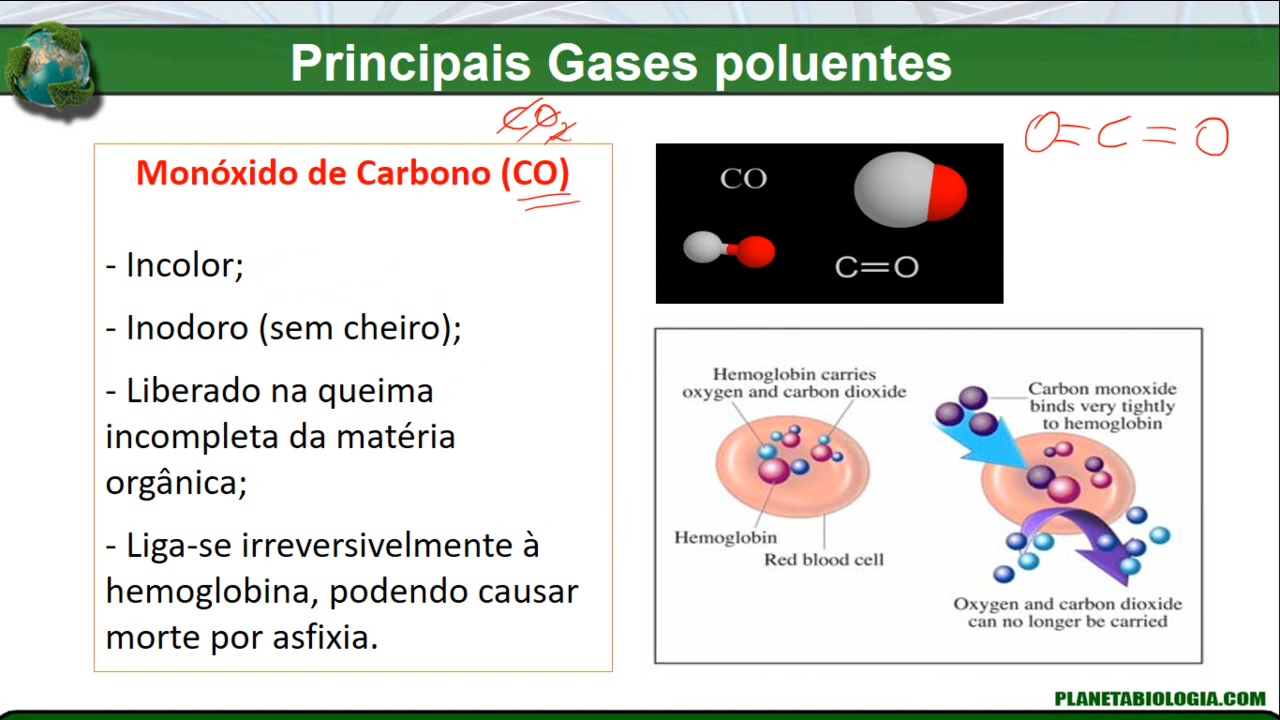 Principais Gases poluentes
CO2
O=C=O
Monóxido de Carbono (CO)
- Incolor;
- Inodoro (sem cheiro);
- Liberado na queima
incompleta da matéria
orgânica;
- Liga-se irreversivelmente à
hemoglobina, podendo causar
morte por asfixia.
CO
C=O
Hemoglobin carries
oxygen and carbon dioxide
Hemoglobin
Red blood cell
Carbon monoxide
binds very tightly
to hemoglobin
Oxygen and carbon dioxide
can no longer be carried
PLANETABIOLOGIA.COM